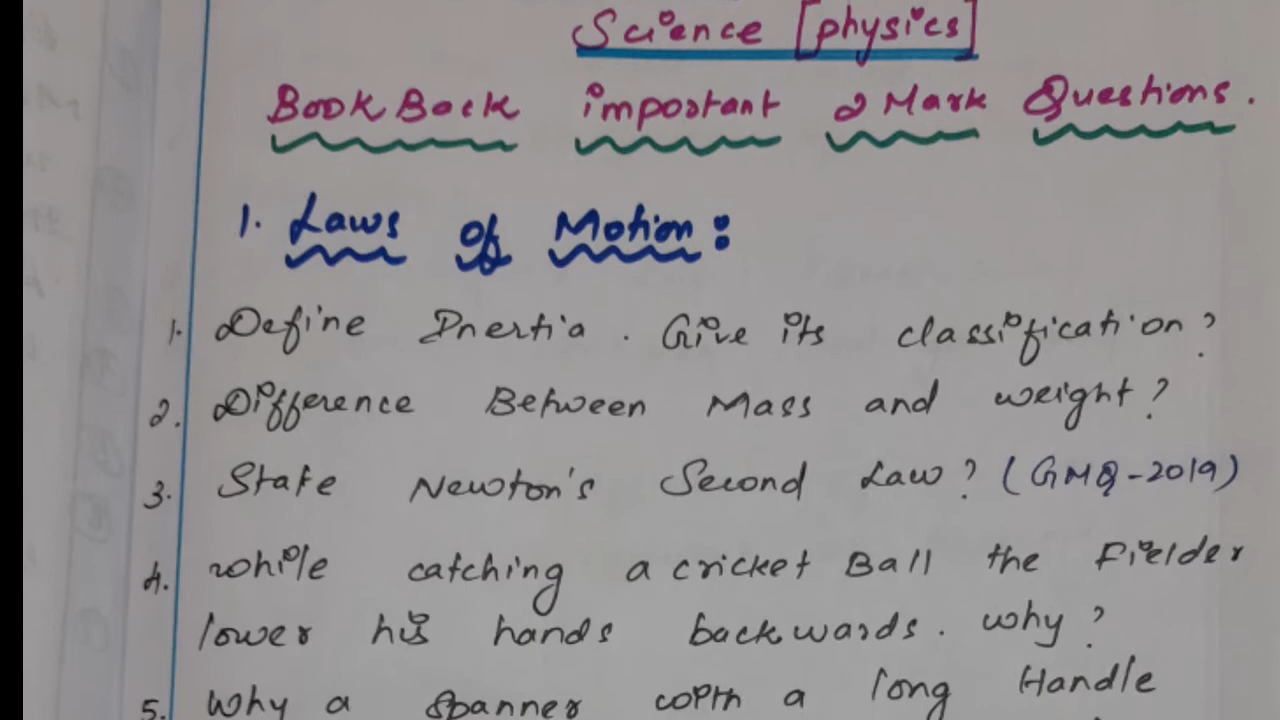 Science [physics]
Book Back important 2 Mark Questions.
1. Laws of Motion:
1. Define Inertia. Give its classification?
2. Difference Between Mass and weight?
3. State Newton's Second Law? (GMQ-2019)
4. while catching a cricket Ball the Fielder
lower his hands backwards. why?
5. Why a spanner with a long Handle